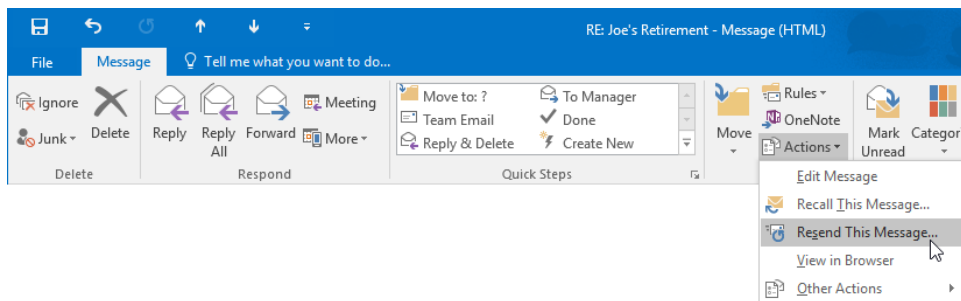 RE: Joe's Retirement - Message (HTML)
File Message Tell me what you want to do...
Ignore
Junk
Delete
Delete
Reply
Reply All
Forward
Meeting
More
Respond
Move to: ?
To Manager
Team Email
Done
Reply & Delete
Create New
Quick Steps
Move
Rules
OneNote
Actions
Mark Unread
Categor
Edit Message
Recall This Message...
Resend This Message...
View in Browser
Other Actions